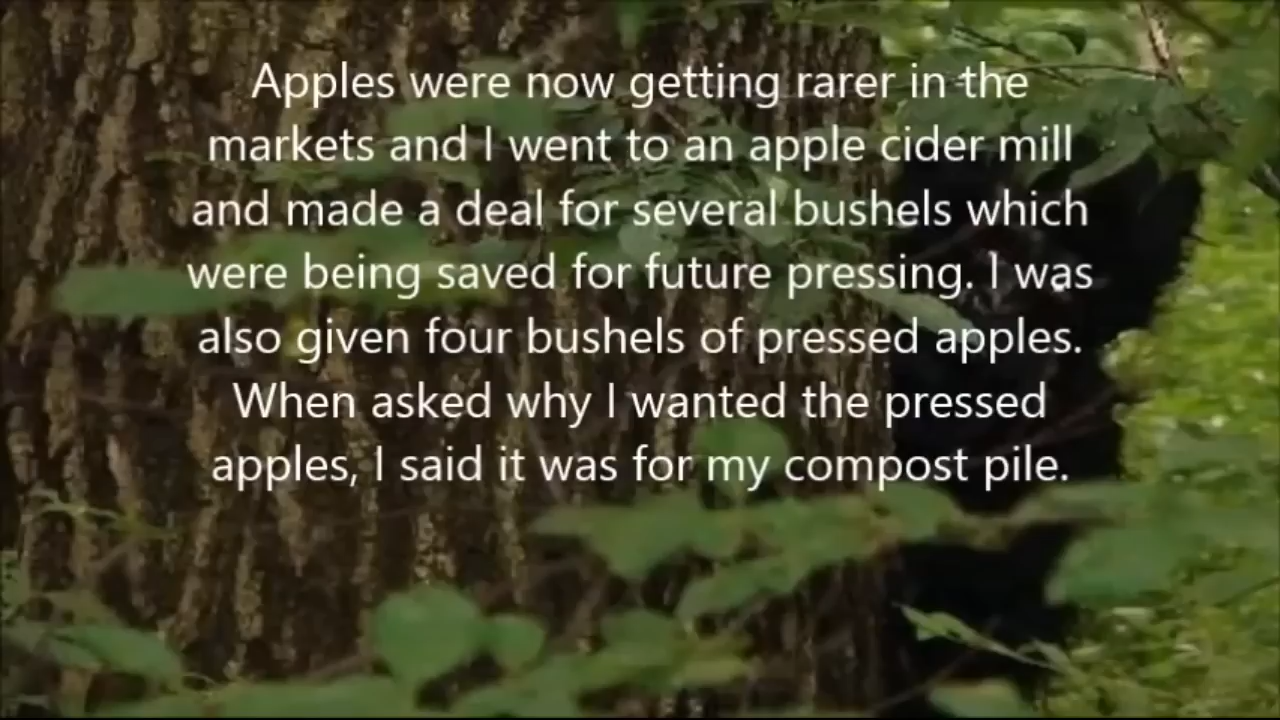 Apples were now getting rarer in the
markets and I went to an apple cider mill
and made a deal for several bushels which
were being saved for future pressing. I was
also given four bushels of pressed apples.
When asked why I wanted the pressed
apples, I said it was for my compost pile.